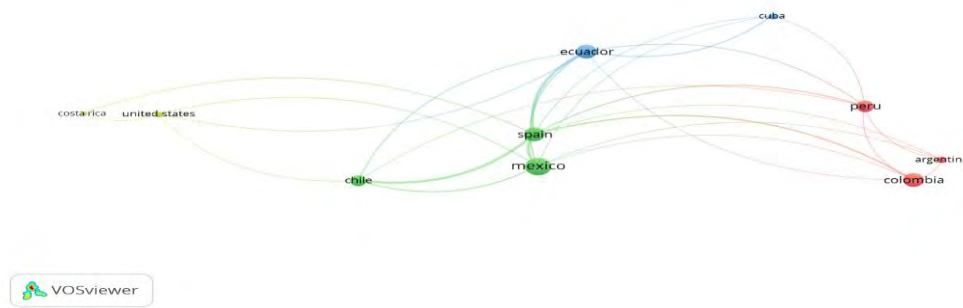 cuba
ecuador
peru
costa rica
united states
spain
argentin
mexico
chile
colombia
VOSviewer